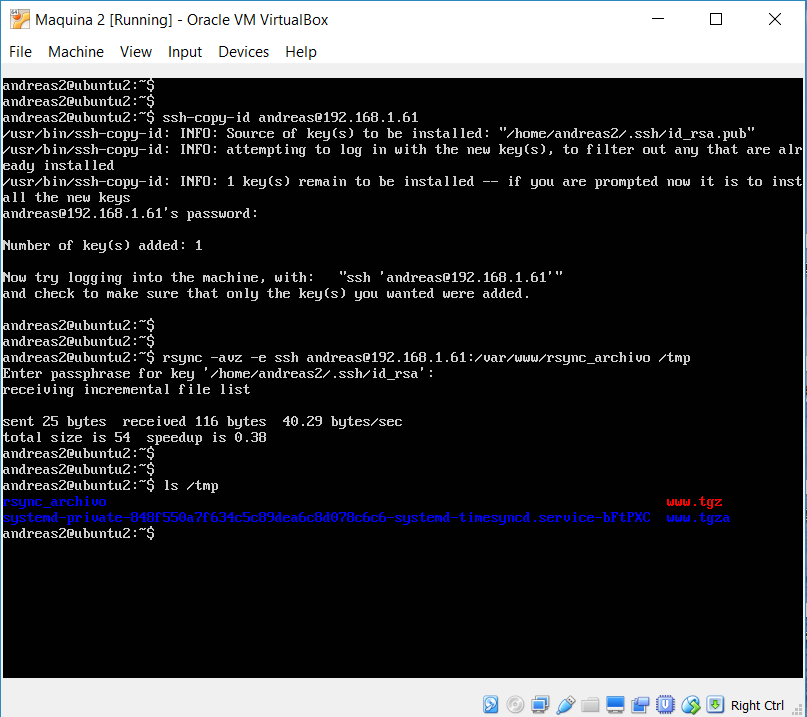 Maquina 2 [Running] - Oracle VM VirtualBox
File Machine View Input Devices Help
andreas2@ubuntu2:~$
andreas2@ubuntu2:~$
andreas2@ubuntu2:~$ ssh-copy-id andreas@192.168.1.61
/usr/bin/ssh-copy-id: INFO: Source of key(s) to be installed: "/home/andreas2/.ssh/id_rsa.pub"
/usr/bin/ssh-copy-id: INFO: attempting to log in with the new key(s), to filter out any that are alr
eady installed
/usr/bin/ssh-copy-id: INFO: 1 key(s) remain to be installed -- if you are prompted now it is to inst
all the new keys
andreas@192.168.1.61's password:
Number of key(s) added: 1
Now try logging into the machine, with:   "ssh 'andreas@192.168.1.61'"
and check to make sure that only the key(s) you wanted were added.
andreas2@ubuntu2:~$
andreas2@ubuntu2:~$
andreas2@ubuntu2:~$ rsync -avz -e ssh andreas@192.168.1.61:/var/www/rsync_archivo /tmp
Enter passphrase for key '/home/andreas2/.ssh/id_rsa':
receiving incremental file list
sent 25 bytes  received 116 bytes  40.29 bytes/sec
total size is 54  speedup is 0.38
andreas2@ubuntu2:~$
andreas2@ubuntu2:~$
andreas2@ubuntu2:~$ ls /tmp
rsync_archivo www.tgz
www.tgza
andreas2@ubuntu2:~$
Right Ctrl